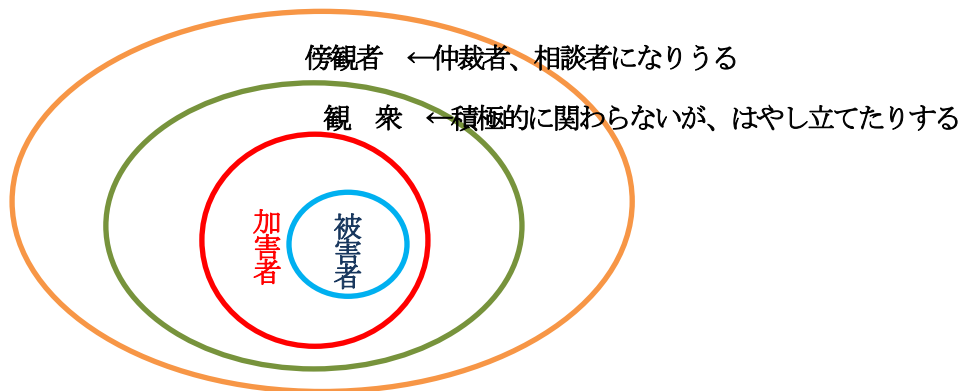 傍観者　←仲裁者、相談者になりうる
観　衆　←積極的に関わらないが、はやし立てたりする
加害者
被害者